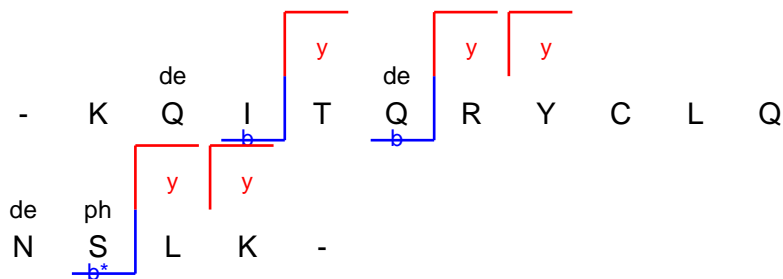 y y y
de de
- K Q I T Q R Y C L Q
b b
y y
de ph
N S L K -
b*